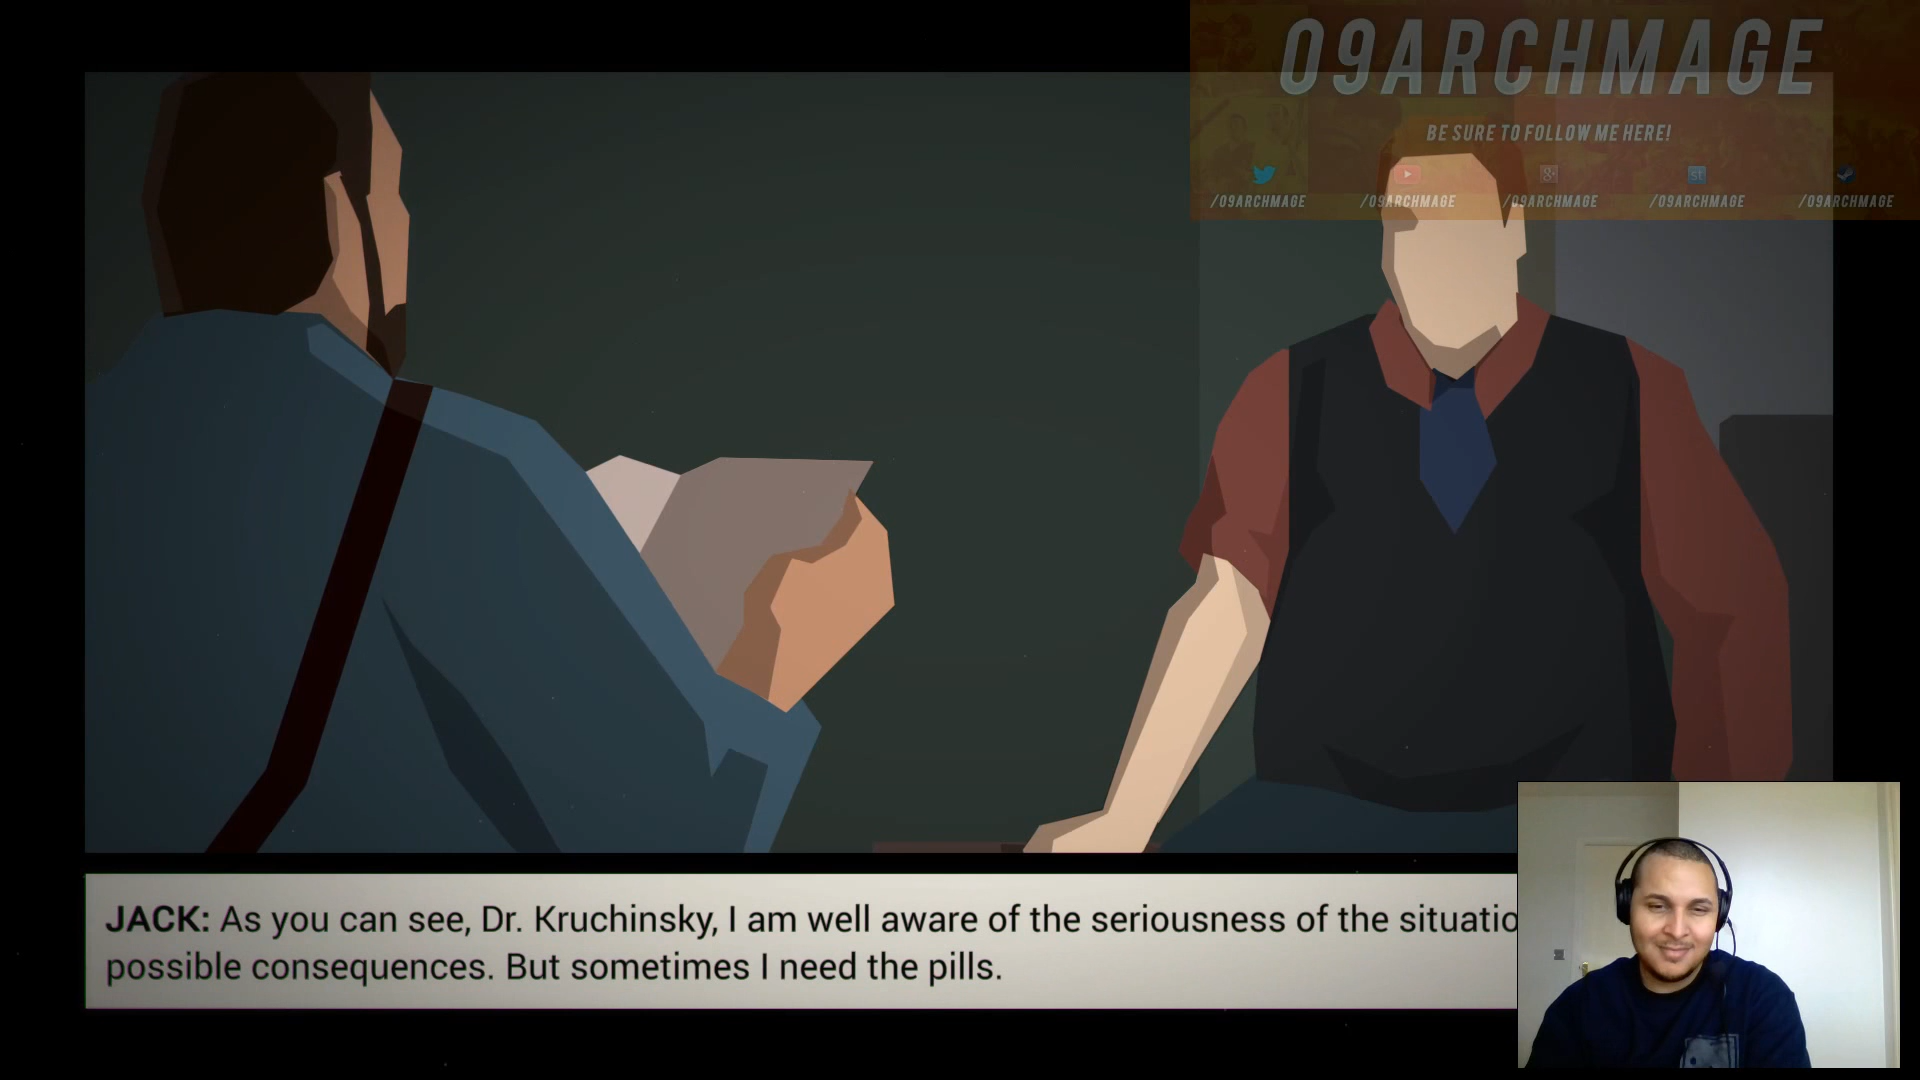 09ARCHMAGE
BE SURE TO FOLLOW ME HERE!
/09ARCHMAGE /09ARCHMAGE /09ARCHMAGE /09ARCHMAGE /09ARCHMAGE
JACK: As you can see, Dr. Kruchinsky, I am well aware of the seriousness of the situatio
possible consequences. But sometimes I need the pills.